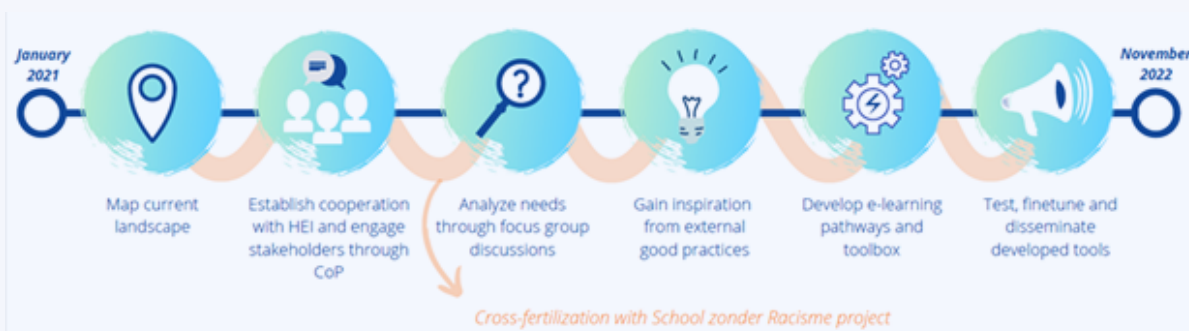 January
2021
November
2022
Map current
landscape
Establish cooperation
with HEI and engage
stakeholders through
CoP
Analyze needs
through focus group
discussions
Gain inspiration
from external
good practices
Develop e-learning
pathways and
toolbox
Test, finetune and
disseminate
developed tools
Cross-fertilization with School zonder Racisme project